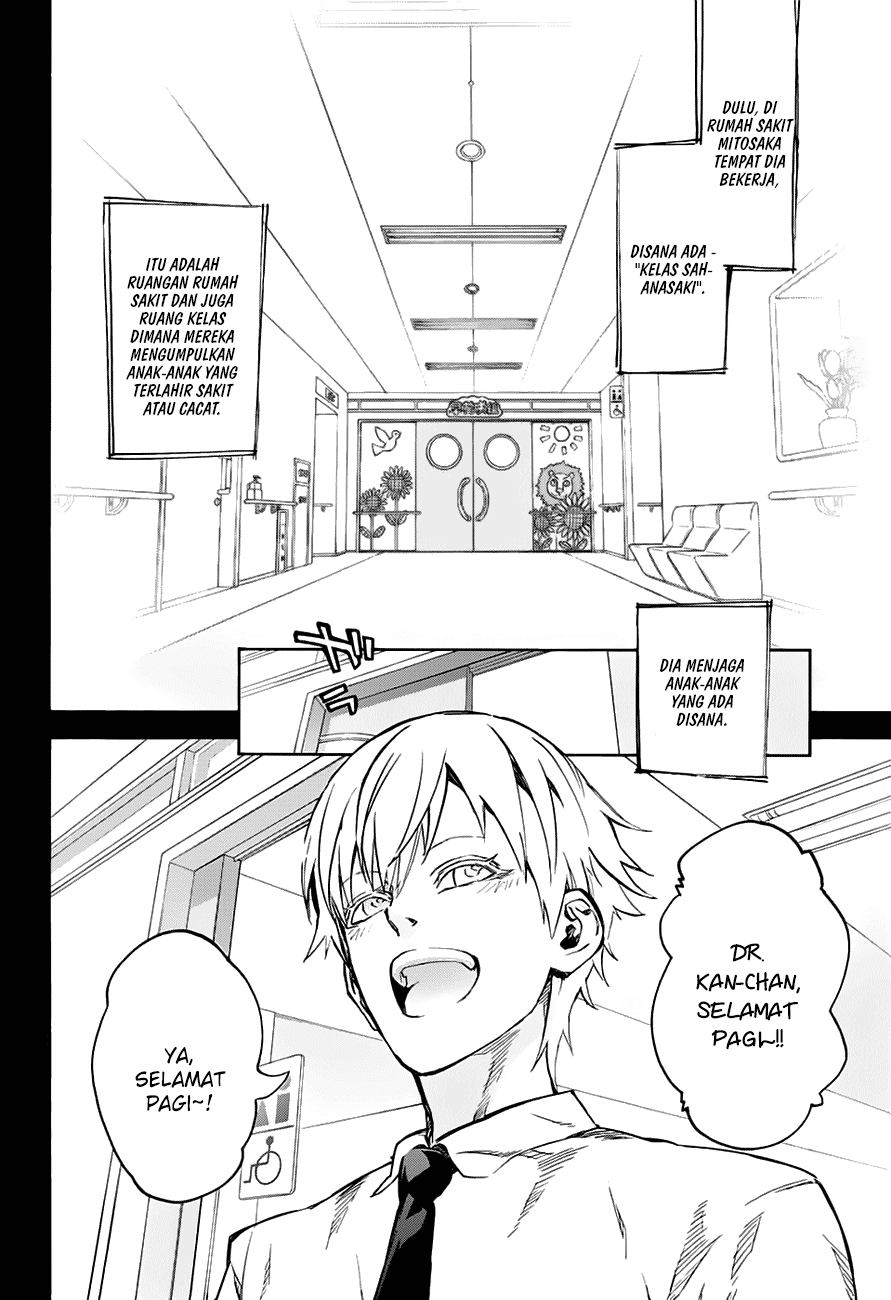 DULU, DI
RUMAH SAKIT
MITOSAKA
TEMPAT DIA
BEKERJA,
DISANA ADA -
"KELAS SAH-
ANASAKI".
ITU ADALAH
RUANGAN RUMAH
SAKIT DAN JUGA
RUANG KELAS
DIMANA MEREKA
MENGUMPULKAN
ANAK-ANAK YANG
TERLAHIR SAKIT
ATAU CACAT.
DIA MENJAGA
ANAK-ANAK
YANG ADA
DISANA.
DR.
KAN-CHAN,
SELAMAT
PAGI~!!
YA,
SELAMAT
PAGI~!